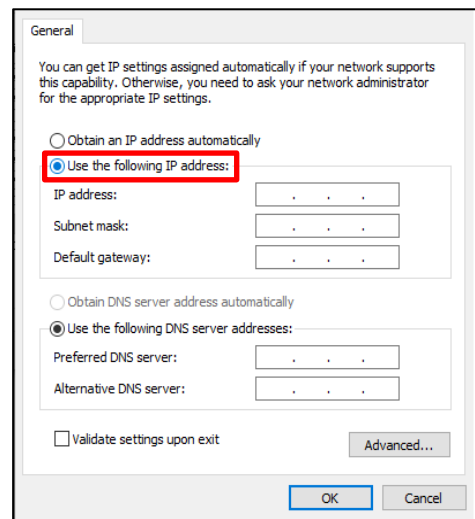 General
You can get IP settings assigned automatically if your network supports
this capability. Otherwise, you need to ask your network administrator
for the appropriate IP settings.
Obtain an IP address automatically
Use the following IP address:
IP address:
Subnet mask:
Default gateway:
Obtain DNS server address automatically
Use the following DNS server addresses:
Preferred DNS server:
Alternative DNS server:
Validate settings upon exit
Advanced...
OK
Cancel